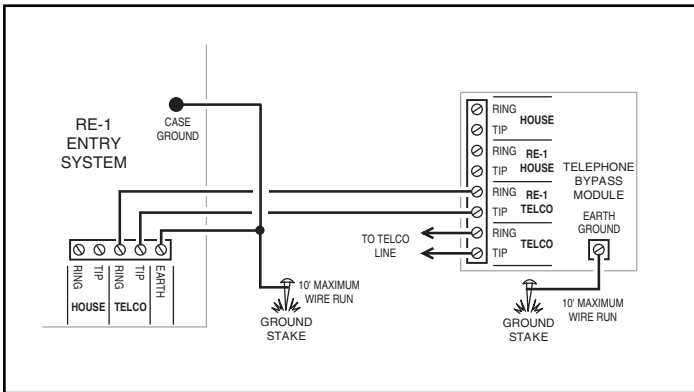 RE-1
ENTRY
SYSTEM
CASE
GROUND
RING
TIP
RING
TIP
EARTH
HOUSE
TELCO
10' MAXIMUM
WIRE RUN
GROUND
STAKE
TO TELCO
LINE
RING
HOUSE
TIP
RING
RE-1
HOUSE
TIP
RING
RE-1
TELCO
TIP
RING
TELCO
TIP
TELEPHONE
BYPASS
MODULE
EARTH
GROUND
10' MAXIMUM
WIRE RUN
GROUND
STAKE